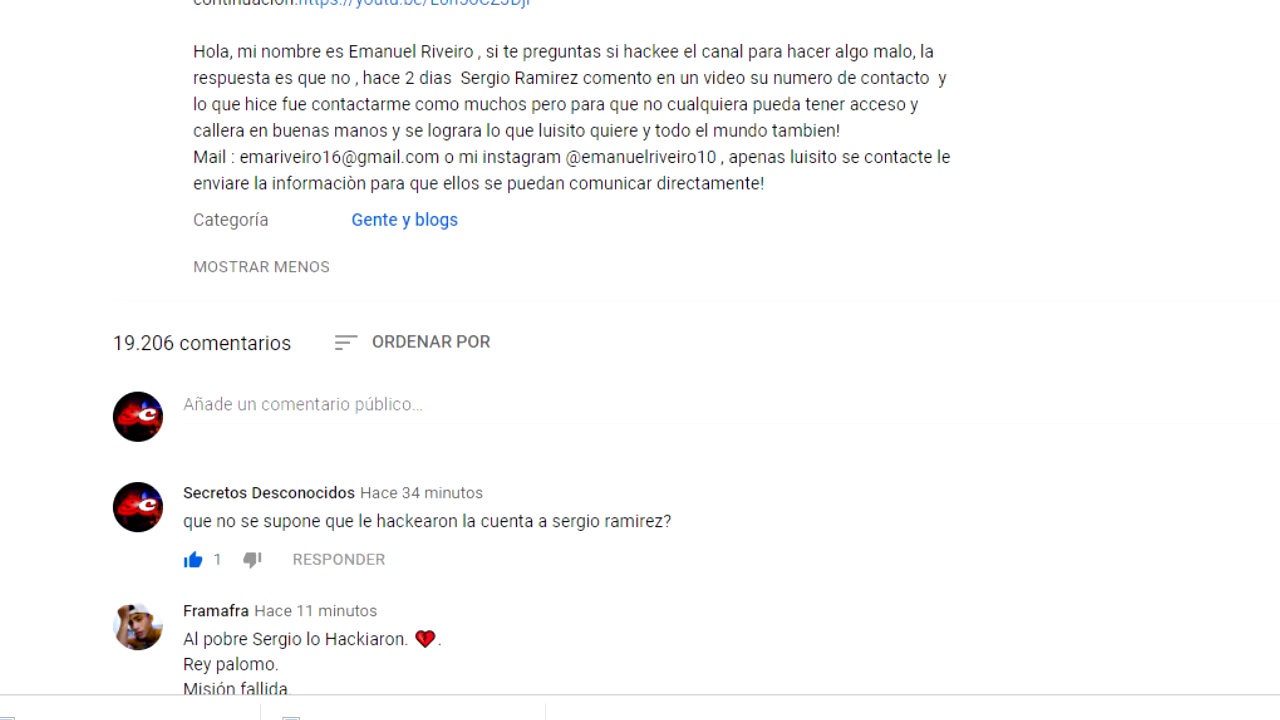 Hola, mi nombre es Emanuel Riveiro , si te preguntas si hackee el canal para hacer algo malo, la
respuesta es que no , hace 2 dias  Sergio Ramirez comento en un video su numero de contacto  y
lo que hice fue contactarme como muchos pero para que no cualquiera pueda tener acceso y
callera en buenas manos y se lograra lo que luisito quiere y todo el mundo tambien!
Mail : emariveiro16@gmail.com o mi instagram @emanuelriveiro10 , apenas luisito se contacte le
enviare la informaciòn para que ellos se puedan comunicar directamente!
Categoría Gente y blogs
MOSTRAR MENOS
19.206 comentarios ORDENAR POR
Añade un comentario público...
Secretos Desconocidos Hace 34 minutos
que no se supone que le hackearon la cuenta a sergio ramirez?
1 RESPONDER
Framafra Hace 11 minutos
Al pobre Sergio lo Hackiaron. 💔.
Rey palomo.
Misión fallida